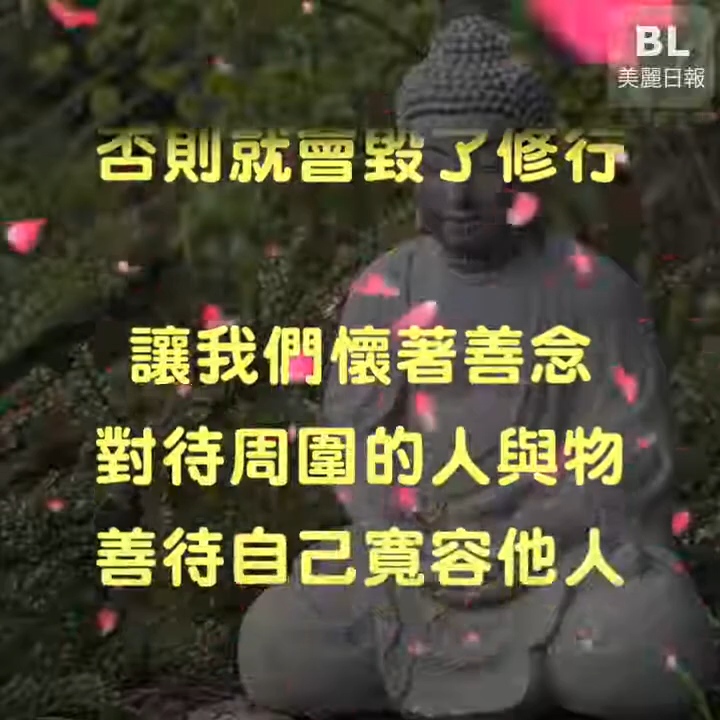 BL
美麗日報
否則就會毀了修行
讓我們懷著善念
對待周圍的人與物
善待自己寬容他人